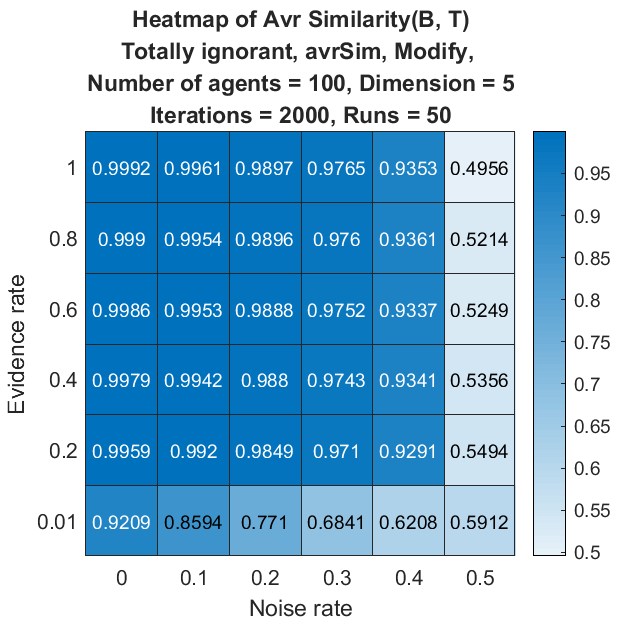 Heatmap of Avr Similarity(B, T)
Totally ignorant, avrSim, Modify,
Number of agents = 100, Dimension = 5
Iterations = 2000, Runs = 50
1 0.9992 0.9961 0.9897 0.9765 0.9353 0.4956
0.8 0.999 0.9954 0.9896 0.976 0.9361 0.5214
0.6 0.9986 0.9953 0.9888 0.9752 0.9337 0.5249
0.4 0.9979 0.9942 0.988 0.9743 0.9341 0.5356
0.2 0.9959 0.992 0.9849 0.971 0.9291 0.5494
0.01 0.9209 0.8594 0.771 0.6841 0.6208 0.5912
0 0.1 0.2 0.3 0.4 0.5
Noise rate
Evidence rate
0.95
0.9
0.85
0.8
0.75
0.7
0.65
0.6
0.55
0.5